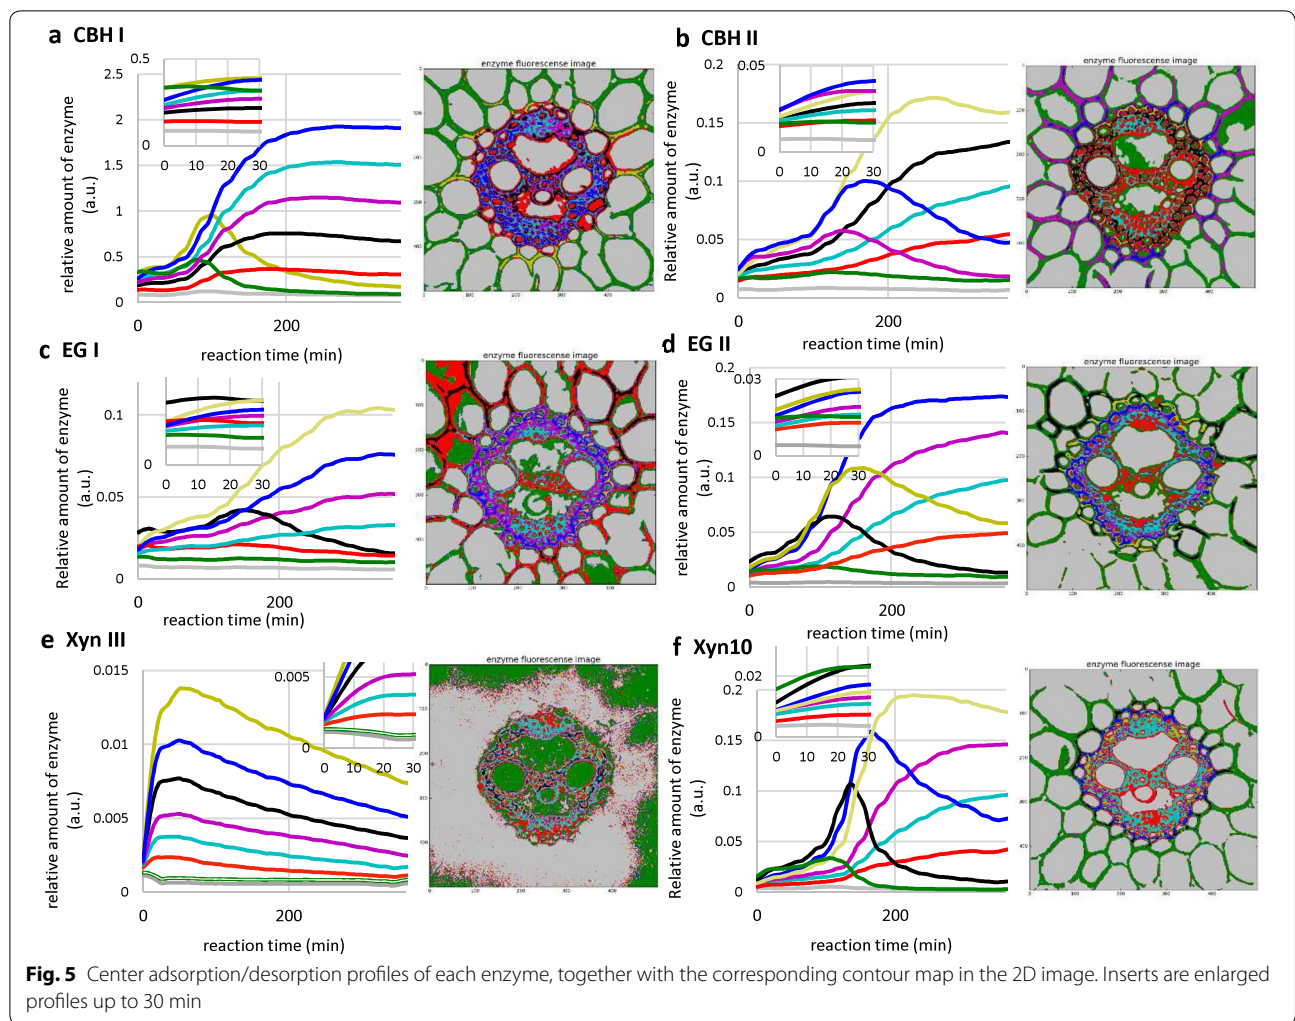 a CBH I
relative amount of enzyme
(a.u.)
2.5
2
1.5
1
0.5
0
0 200
reaction time (min)
0.5
0
0 10 20 30
enzyme fluorescense image
b CBH II
Relative amount of enzyme
(a.u.)
0.2
0.15
0.1
0.05
0
0 200
reaction time (min)
0.05
0
0 10 20 30
enzyme fluorescense image
c EG I
Relative amount of enzyme
(a.u.)
0.1
0.05
0
0 200
reaction time (min)
0
0 10 20 30
enzyme fluorescense image
d EG II
relative amount of enzyme
(a.u.)
0.2
0.15
0.1
0.05
0
0 200
reaction time (min)
0.03
0
0 10 20 30
enzyme fluorescense image
e Xyn III
relative amount of enzyme
(a.u.)
0.015
0.01
0.005
0
0 200
reaction time (min)
0.005
0
0 10 20 30
enzyme fluorescense image
f Xyn10
Relative amount of enzyme
(a.u.)
0.2
0.15
0.1
0.05
0
0 200
reaction time (min)
0.02
0
0 10 20 30
enzyme fluorescense image
Fig. 5 Center adsorption/desorption profiles of each enzyme, together with the corresponding contour map in the 2D image. Inserts are enlarged
profiles up to 30 min